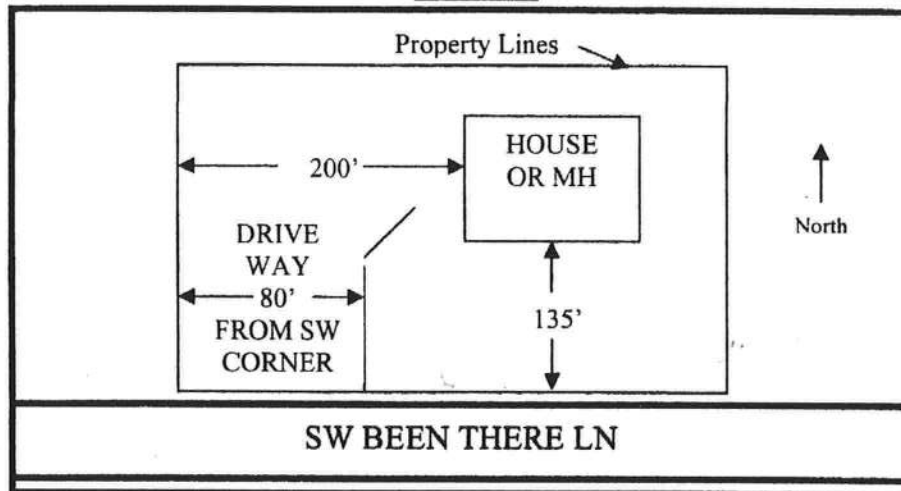 Property Lines
HOUSE
OR MH
200’
North
DRIVE
WAY
80’
FROM SW
CORNER
135’
SW BEEN THERE LN